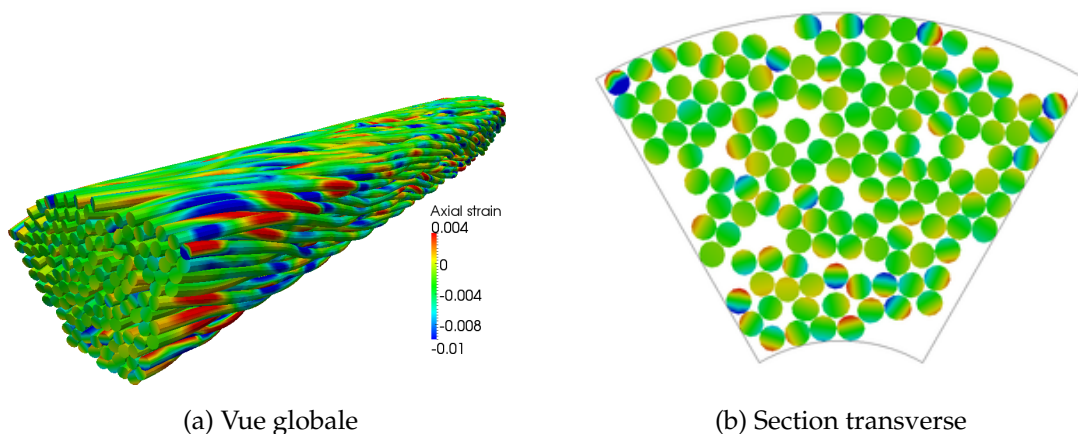 Axial strain
0.004
0
-0.004
-0.008
-0.01
(a) Vue globale
(b) Section transverse